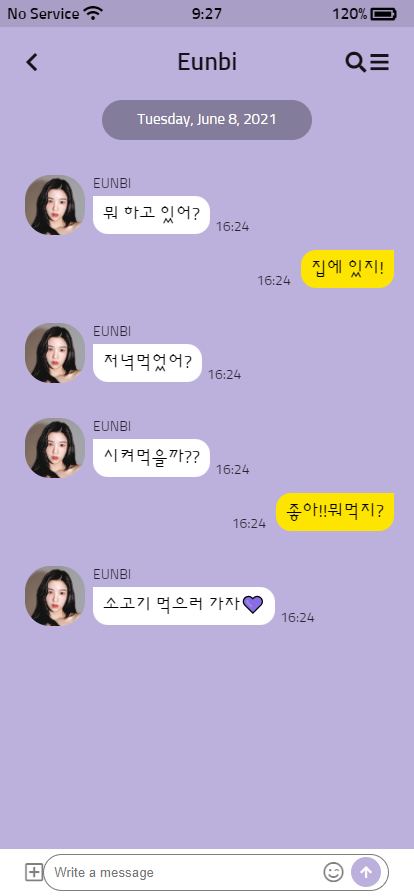 No Service 9:27 120%
Eunbi
Tuesday, June 8, 2021
EUNBI
뭐 하고 있어?
16:24
집에 있지!
16:24
EUNBI
저녁먹었어?
16:24
EUNBI
시켜먹을까??
16:24
좋아!!뭐먹지?
16:24
EUNBI
소고기 먹으러 가자💜
16:24
Write a message